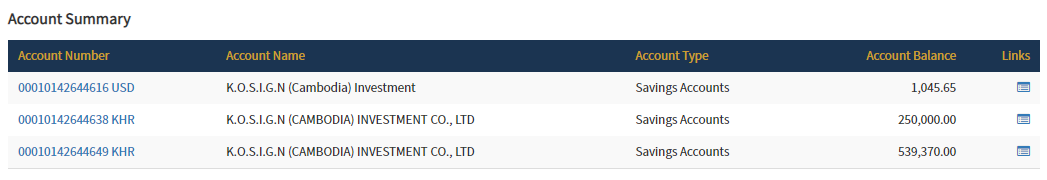 Account Summary
Account Number Account Name Account Type Account Balance Links
00010142644616 USD K.O.S.I.G.N (Cambodia) Investment Savings Accounts 1,045.65
00010142644638 KHR K.O.S.I.G.N (CAMBODIA) INVESTMENT CO., LTD Savings Accounts 250,000.00
00010142644649 KHR K.O.S.I.G.N (CAMBODIA) INVESTMENT CO., LTD Savings Accounts 539,370.00